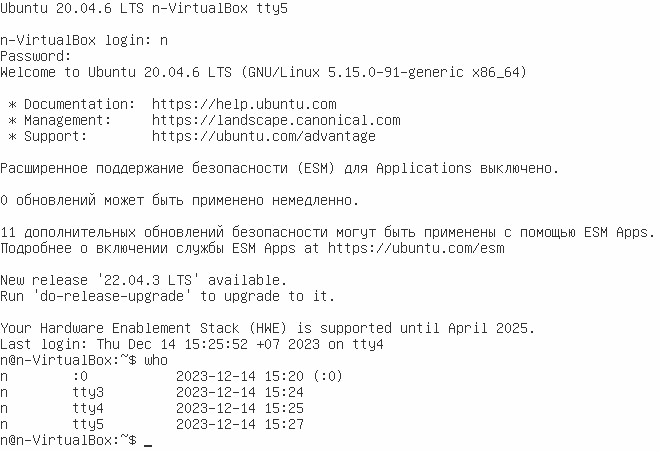 Ubuntu 20.04.6 LTS n-VirtualBox tty5
n-VirtualBox login: n
Password:
Welcome to Ubuntu 20.04.6 LTS (GNU/Linux 5.15.0-91-generic x86_64)
* Documentation:  https://help.ubuntu.com
* Management:     https://landscape.canonical.com
* Support:        https://ubuntu.com/advantage
Расширенное поддержание безопасности (ESM) для Applications выключено.
0 обновлений может быть применено немедленно.
11 дополнительных обновлений безопасности могут быть применены с помощью ESM Apps.
Подробнее о включении службы ESM Apps at https://ubuntu.com/esm
New release '22.04.3 LTS' available.
Run 'do-release-upgrade' to upgrade to it.
Your Hardware Enablement Stack (HWE) is supported until April 2025.
Last login: Thu Dec 14 15:25:52 +07 2023 on tty4
n@n-VirtualBox:~$ who
n        :0           2023-12-14 15:20 (:0)
n        tty3         2023-12-14 15:24
n        tty4         2023-12-14 15:25
n        tty5         2023-12-14 15:27
n@n-VirtualBox:~$ _